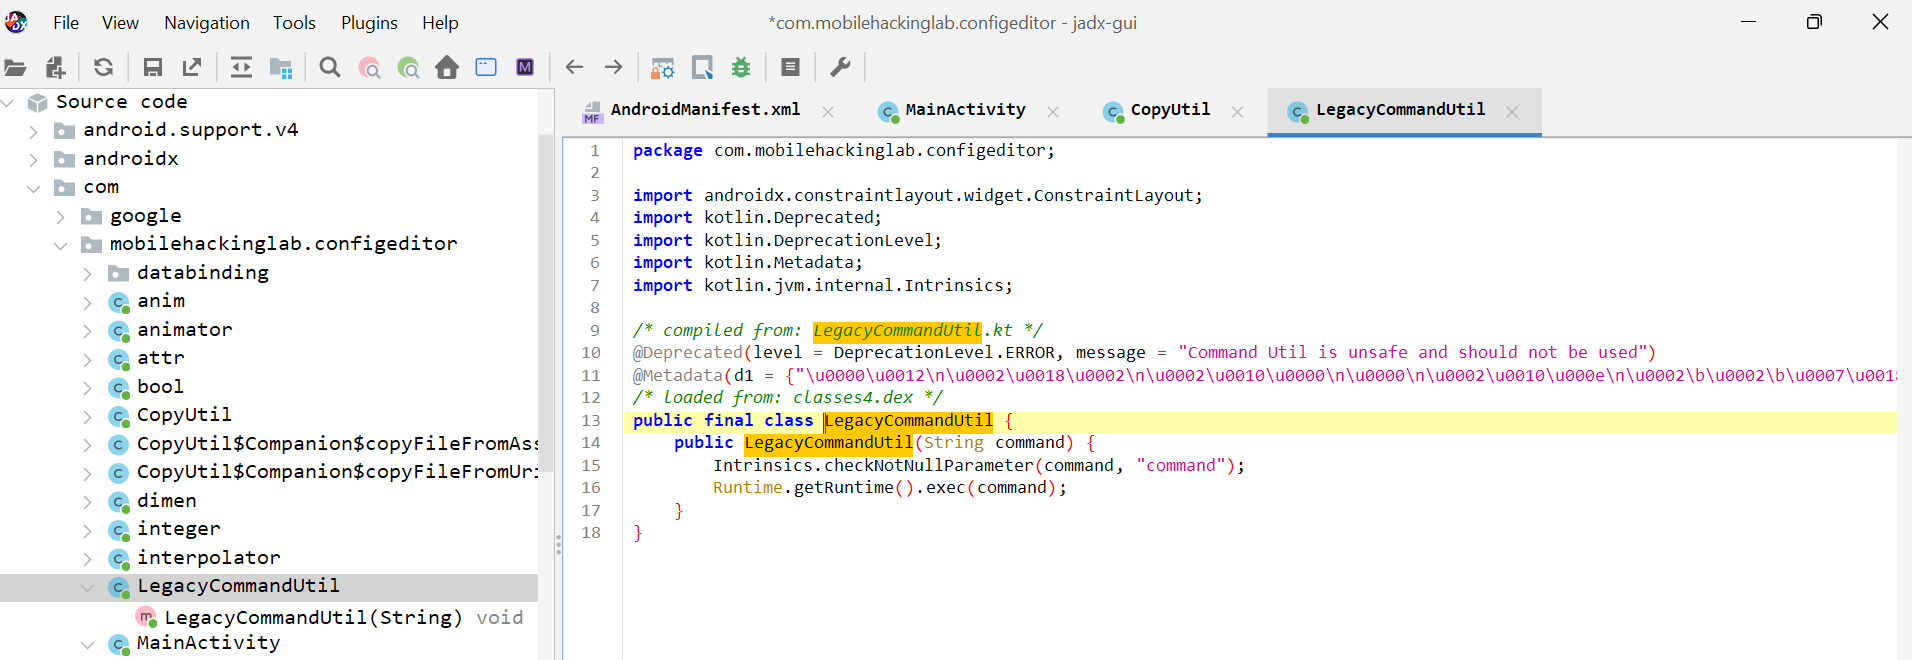 File View Navigation Tools Plugins Help
*com.mobilehackinglab.configeditor - jadx-gui
Source code
android.support.v4
androidx
com
google
mobilehackinglab.configeditor
databinding
anim
animator
attr
bool
CopyUtil
CopyUtil$Companion$copyFileFromAss
CopyUtil$Companion$copyFileFromUri
dimen
integer
interpolator
LegacyCommandUtil
LegacyCommandUtil(String) void
MainActivity
AndroidManifest.xml MainActivity CopyUtil LegacyCommandUtil
1 package com.mobilehackinglab.configeditor;
2
3 import androidx.constraintlayout.widget.ConstraintLayout;
4 import kotlin.Deprecated;
5 import kotlin.DeprecationLevel;
6 import kotlin.Metadata;
7 import kotlin.jvm.internal.Intrinsics;
8
9 /* compiled from: LegacyCommandUtil.kt */
10 @Deprecated(level = DeprecationLevel.ERROR, message = "Command Util is unsafe and should not be used")
11 @Metadata(d1 = {"\u0000\u0012\n\u0002\u0018\u0002\n\u0002\u0010\u0000\n\u0000\n\u0002\u0010\u000e\n\u0002\b\u0002\b\u0007\u0018
12 /* loaded from: classes4.dex */
13 public final class LegacyCommandUtil {
14 public LegacyCommandUtil(String command) {
15 Intrinsics.checkNotNullParameter(command, "command");
16 Runtime.getRuntime().exec(command);
17 }
18 }